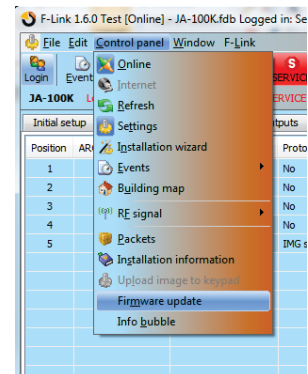 F-Link 1.6.0 Test [Online] - JA-100K.fdb Logged in: Se
File Edit Control panel Window F-Link
Login Event
SERVICE
JA-100K
ERVICE
Initial setup
tputs
Online
Internet
Refresh
Settings
Installation wizard
Events
Building map
RF signal
Packets
Installation information
Upload image to keypad
Firmware update
Info bubble
Position AR Proto
1 No
2 No
3 No
4 No
5 IMG s